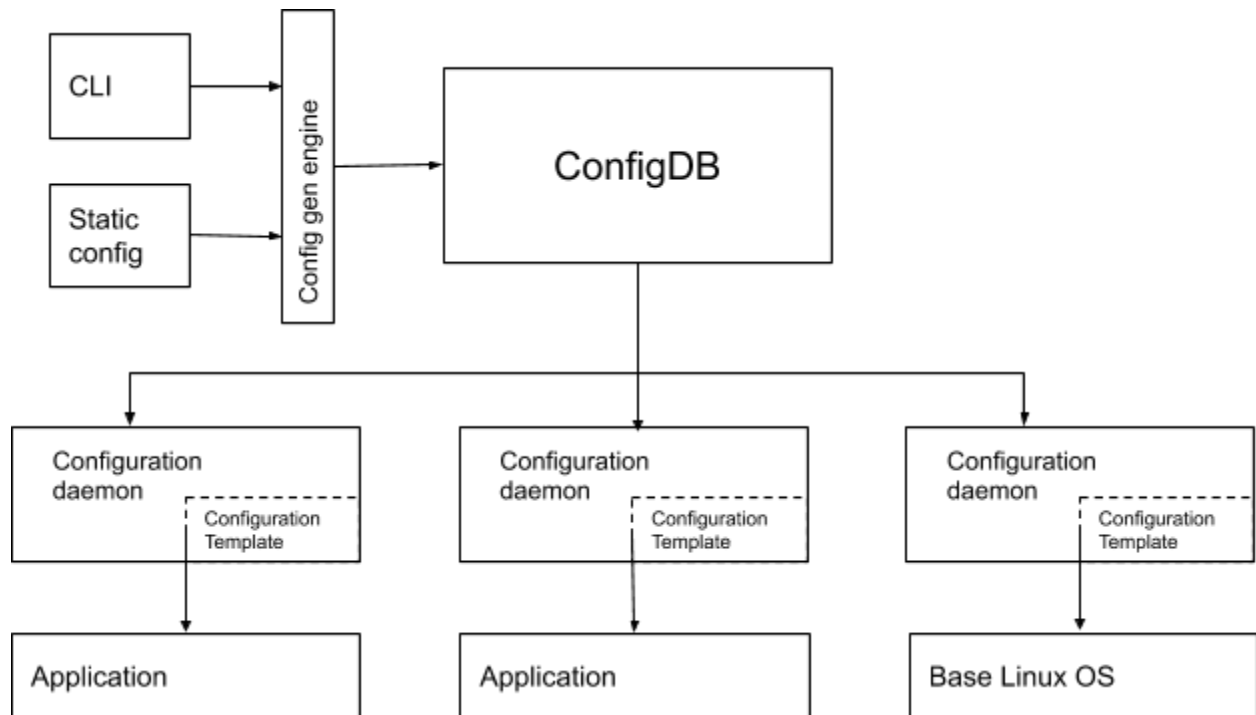 CLI
Static
config
Config gen engine
ConfigDB
Configuration
daemon
Configuration
Template
Configuration
daemon
Configuration
Template
Configuration
daemon
Configuration
Template
Application
Application
Base Linux OS